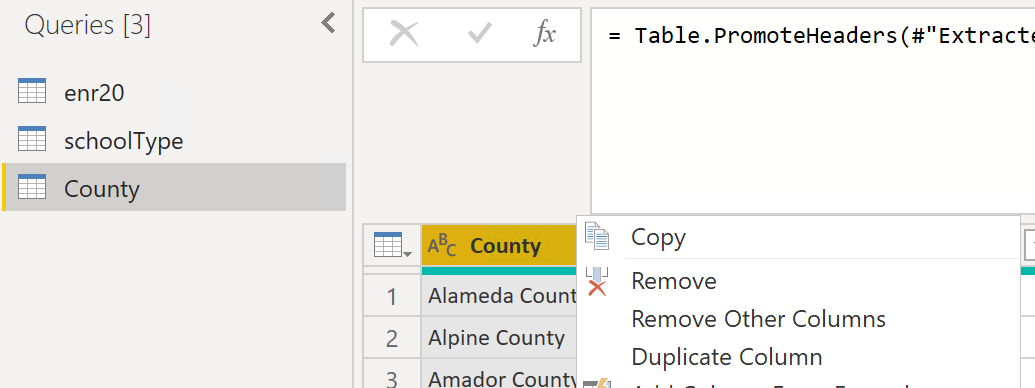 Queries [3]
enr20
schoolType
County
fx
= Table.PromoteHeaders(#"Extracte
ABC County
1 Alameda Count
2 Alpine County
3 Amador County
Copy
Remove
Remove Other Columns
Duplicate Column